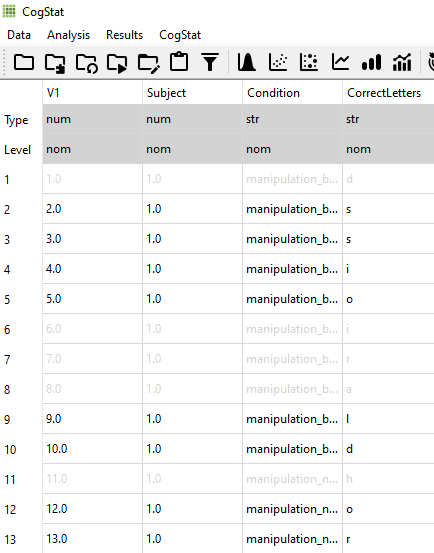 CogStat
Data Analysis Results CogStat
V1 Subject Condition CorrectLetters
Type num num str str
Level nom nom nom nom
1 1.0 1.0 manipulation_b... d
2 2.0 1.0 manipulation_b... s
3 3.0 1.0 manipulation_b... s
4 4.0 1.0 manipulation_b... i
5 5.0 1.0 manipulation_b... o
6 6.0 1.0 manipulation_b... i
7 7.0 1.0 manipulation_b... r
8 8.0 1.0 manipulation_b... a
9 9.0 1.0 manipulation_b... l
10 10.0 1.0 manipulation_b... d
11 11.0 1.0 manipulation_n... h
12 12.0 1.0 manipulation_n... o
13 13.0 1.0 manipulation_n... r